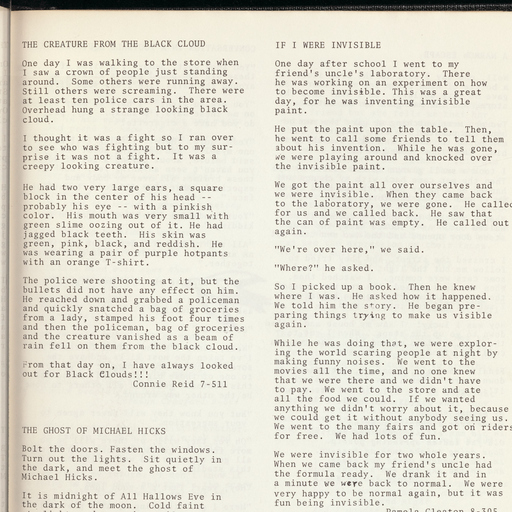 THE CREATURE FROM THE BLACK CLOUD
One day I was walking to the store when
I saw a crown of people just standing
around.  Some others were running away.
Still others were screaming.  There were
at least ten police cars in the area.
Overhead hung a strange looking black
cloud.
I thought it was a fight so I ran over
to see who was fighting but to my sur-
prise it was not a fight.  It was a
creepy looking creature.
He had two very large ears, a square
block in the center of his head --
probably his eye -- with a pinkish
color.  His mouth was very small with
green slime oozing out of it. He had
jagged black teeth.  His skin was
green, pink, black, and reddish.  He
was wearing a pair of purple hotpants
with an orange T-shirt.
The police were shooting at it, but the
bullets did not have any effect on him.
He reached down and grabbed a policeman
and quickly snatched a bag of groceries
from a lady, stamped his foot four times
and then the policeman, bag of groceries
and the creature vanished as a beam of
rain fell on them from the black cloud.
From that day on, I have always looked
out for Black Clouds!!!
Connie Reid 7-511
THE GHOST OF MICHAEL HICKS
Bolt the doors. Fasten the windows.
Turn out the lights.  Sit quietly in
the dark, and meet the ghost of
Michael Hicks.
It is midnight of All Hallows Eve in
the dark of the moon.  Cold faint
IF I WERE INVISIBLE
One day after school I went to my
friend's uncle's laboratory.  There
he was working on an experiment on how
to become invisible. This was a great
day, for he was inventing invisible
paint.
He put the paint upon the table.  Then,
he went to call some friends to tell them
about his invention.  While he was gone,
we were playing around and knocked over
the invisible paint.
We got the paint all over ourselves and
we were invisible.  When they came back
to the laboratory, we were gone.  He called
for us and we called back.  He saw that
the can of paint was empty.  He called out
again.
"We're over here," we said.
"Where?" he asked.
So I picked up a book.  Then he knew
where I was.  He asked how it happened.
We told him the story.  He began pre-
paring things trying to make us visible
again.
While he was doing that, we were explor-
ing the world scaring people at night by
making funny noises.  We went to the
movies all the time, and no one knew
that we were there and we didn't have
to pay.  We went to the store and ate
all the food we could.  If we wanted
anything we didn't worry about it, because
we could get it without anybody seeing us.
We went to the many fairs and got on rides
for free.  We had lots of fun.
We were invisible for two whole years.
When we came back my friend's uncle had
the formula ready.  We drank it and in
a minute we were back to normal.  We were
very happy to be normal again, but it was
fun being invisible.
Pamela Cleaton 8-305